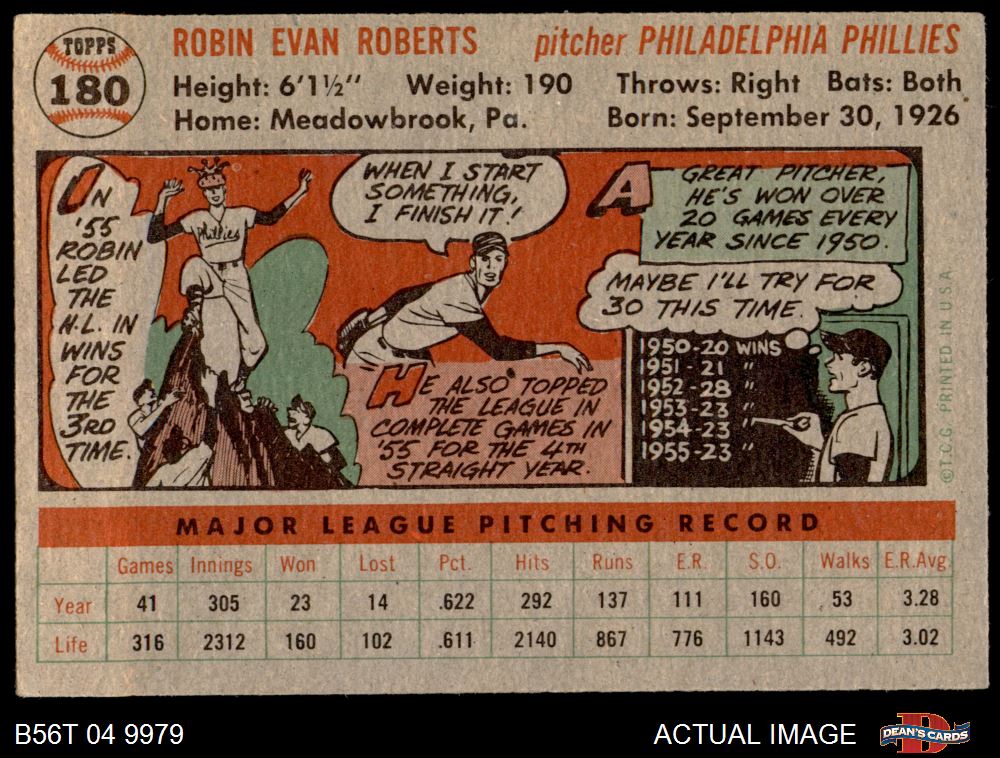 TOPPS
180
ROBIN EVAN ROBERTS pitcher PHILADELPHIA PHILLIES
Height: 6'1½" Weight: 190 Throws: Right Bats: Both
Home: Meadowbrook, Pa. Born: September 30, 1926
IN
'55
ROBIN
LED
THE
N.L. IN
WINS
FOR
THE
3RD
TIME.
Phillies
WHEN I START
SOMETHING,
I FINISH IT!
HE ALSO TOPPED
THE LEAGUE IN
COMPLETE GAMES IN
'55 FOR THE 4TH
STRAIGHT YEAR.
A GREAT PITCHER,
HE'S WON OVER
20 GAMES EVERY
YEAR SINCE 1950.
MAYBE I'LL TRY FOR
30 THIS TIME.
1950-20 WINS
1951-21 "
1952-28 "
1953-23 "
1954-23 "
1955-23 "
©T.C.G. PRINTED IN U.S.A.
MAJOR LEAGUE PITCHING RECORD
Games Innings Won Lost Pct. Hits Runs E.R. S.O. Walks E.R.Avg.
Year 41 305 23 14 .622 292 137 111 160 53 3.28
Life 316 2312 160 102 .611 2140 867 776 1143 492 3.02
B56T 04 9979 ACTUAL IMAGE DEAN'S CARDS